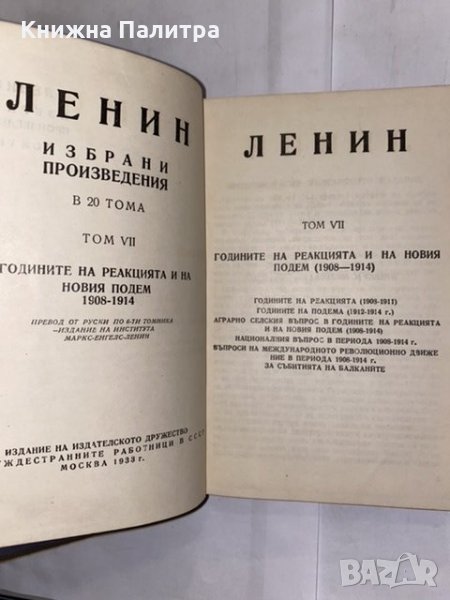 Книжна Палитра
ЛЕНИН
ИЗБРАНИ
ПРОИЗВЕДЕНИЯ
В 20 ТОМА
ТОМ VII
ГОДИНИТЕ НА РЕАКЦИЯТА И НА
НОВИЯ ПОДЕМ
1908-1914
ПРЕВОД ОТ РУСКИ ПО 6-ТИ ТОМНИКА
—ИЗДАНИЕ НА ИНСТИТУТА
МАРКС-ЕНГЕЛС-ЛЕНИН
ИЗДАНИЕ НА ИЗДАТЕЛСКОТО ДРУЖЕСТВО
УЖДЕСТРАННИТЕ РАБОТНИЦИ В СССР
МОСКВА 1933 г.
ЛЕНИН
ТОМ VII
ГОДИНИТЕ НА РЕАКЦИЯТА И НА НОВИЯ
ПОДЕМ (1908—1914)
ГОДИНИТЕ НА РЕАКЦИЯТА (1908-1911)
ГОДИНИТЕ НА ПОДЕМА (1912-1914 г.)
АГРАРНО СЕЛСКИЯ ВЪПРОС В ГОДИНИТЕ НА РЕАКЦИЯТА
И НА НОВИЯ ПОДЕМ (1908-1914)
НАЦИОНАЛНИЯ ВЪПРОС В ПЕРИОДА 1908-1914 г.
ВЪПРОСИ НА МЕЖДУНАРОДНОТО РЕВОЛЮЦИОННО ДВИЖЕ
НИЕ В ПЕРИОДА 1908-1914 г.
ЗА СЪБИТИЯТА НА БАЛКАНИТЕ
BAZAR